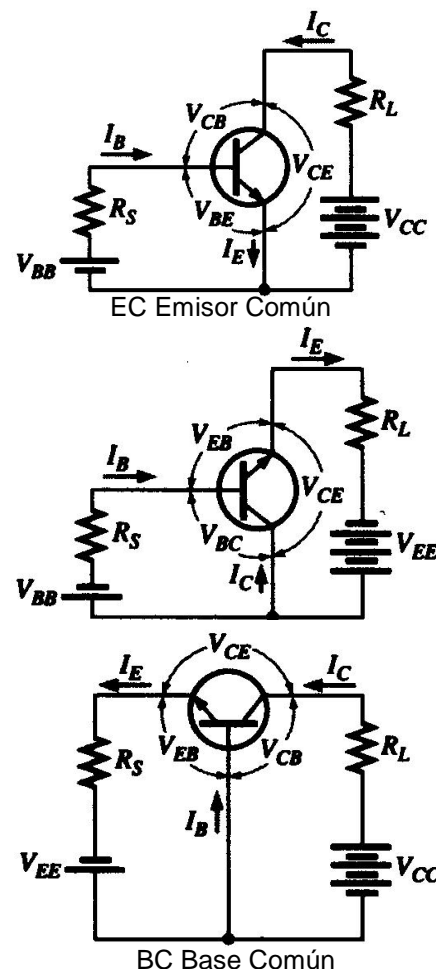 I_C
V_CB
R_L
I_B
V_CE
R_S
V_BE
V_CC
I_E
V_BB
EC Emisor Común
I_E
V_EB
R_L
I_B
V_CE
R_S
V_BC
V_EE
I_C
V_BB
V_CE
I_E
I_C
V_EB
V_CB
R_S
R_L
I_B
V_EE
V_CC
BC Base Común